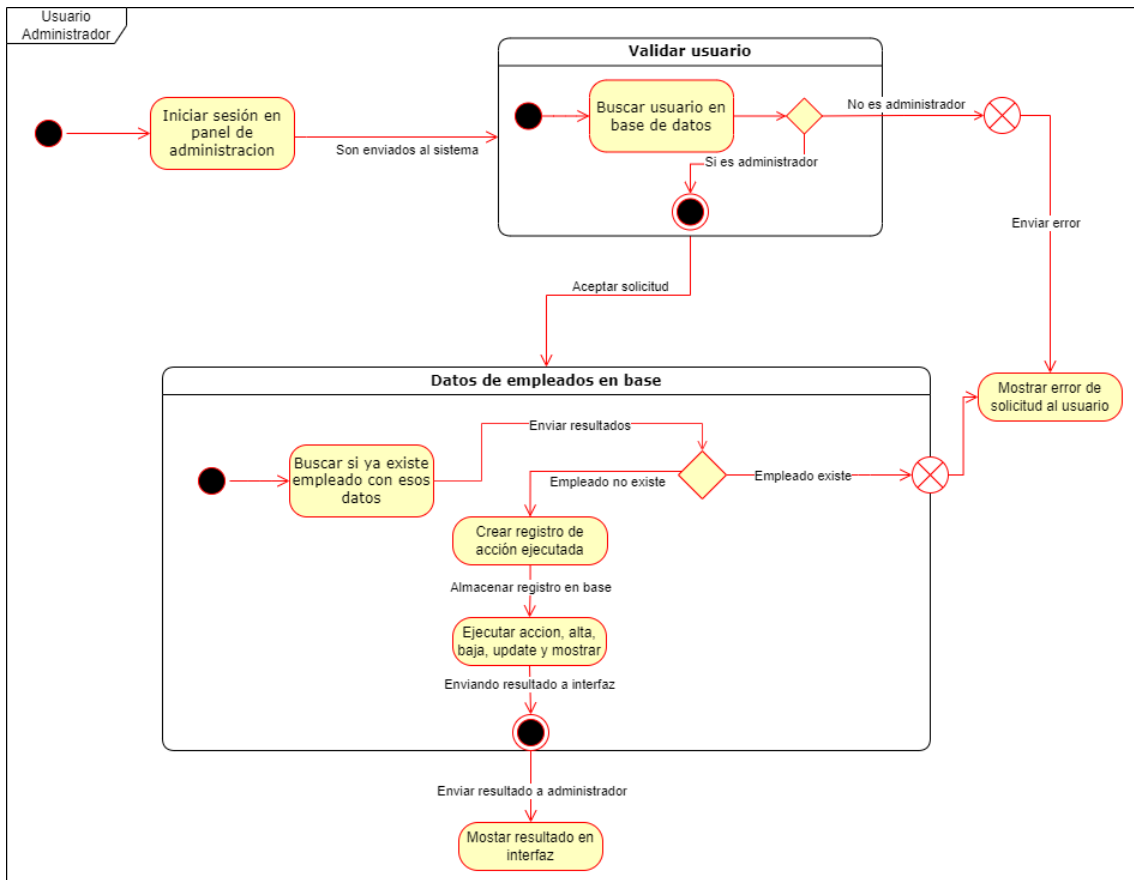 Usuario
Administrador
Validar usuario
Iniciar sesión en
panel de
administracion
Son enviados al sistema
Buscar usuario en
base de datos
No es administrador
Si es administrador
Enviar error
Aceptar solicitud
Datos de empleados en base
Mostrar error de
solicitud al usuario
Buscar si ya existe
empleado con esos
datos
Enviar resultados
Empleado no existe
Empleado existe
Crear registro de
acción ejecutada
Almacenar registro en base
Ejecutar accion, alta,
baja, update y mostrar
Enviando resultado a interfaz
Enviar resultado a administrador
Mostar resultado en
interfaz